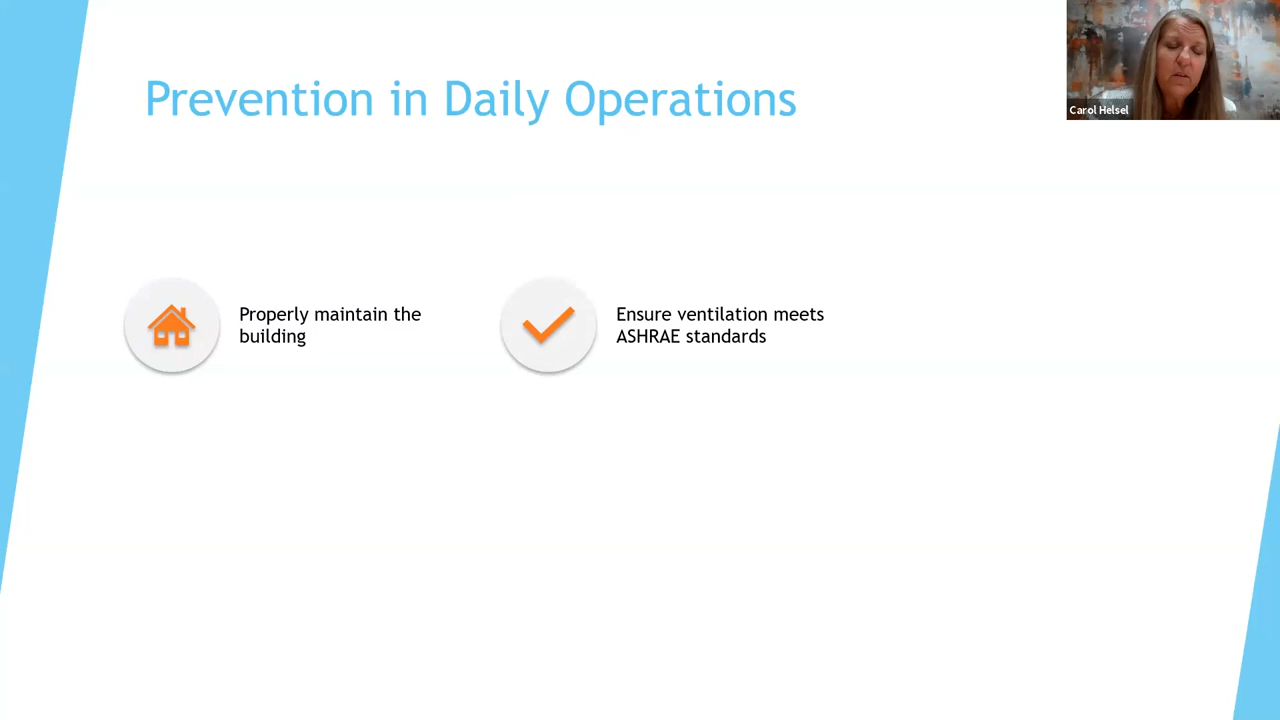 Prevention in Daily Operations
Carol Helsel
Properly maintain the
building
Ensure ventilation meets
ASHRAE standards